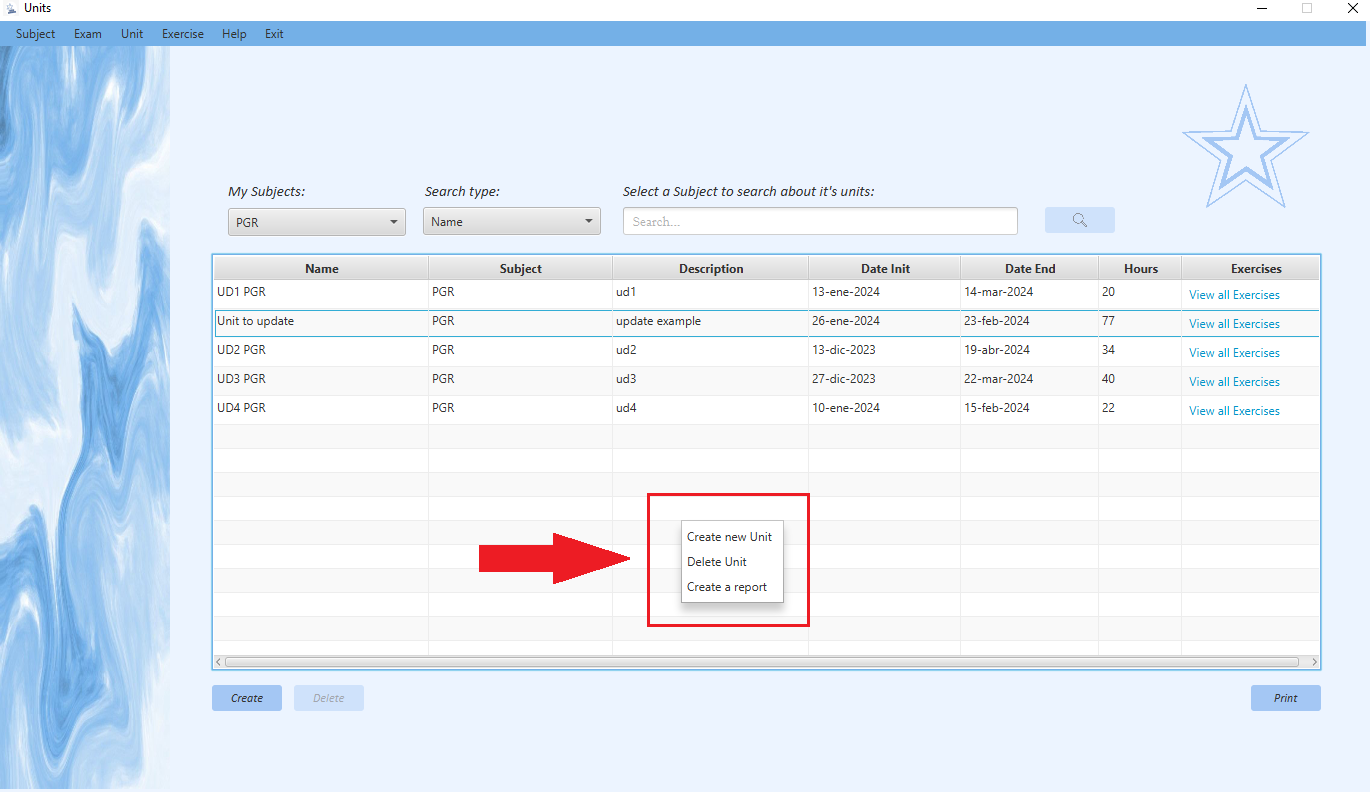 Units
Subject Exam Unit Exercise Help Exit
My Subjects: Search type: Select a Subject to search about it's units:
PGR Name Search...
Name Subject Description Date Init Date End Hours Exercises
UD1 PGR PGR ud1 13-ene-2024 14-mar-2024 20 View all Exercises
Unit to update PGR update example 26-ene-2024 23-feb-2024 77 View all Exercises
UD2 PGR PGR ud2 13-dic-2023 19-abr-2024 34 View all Exercises
UD3 PGR PGR ud3 27-dic-2023 22-mar-2024 40 View all Exercises
UD4 PGR PGR ud4 10-ene-2024 15-feb-2024 22 View all Exercises
Create new Unit
Delete Unit
Create a report
Create Delete Print